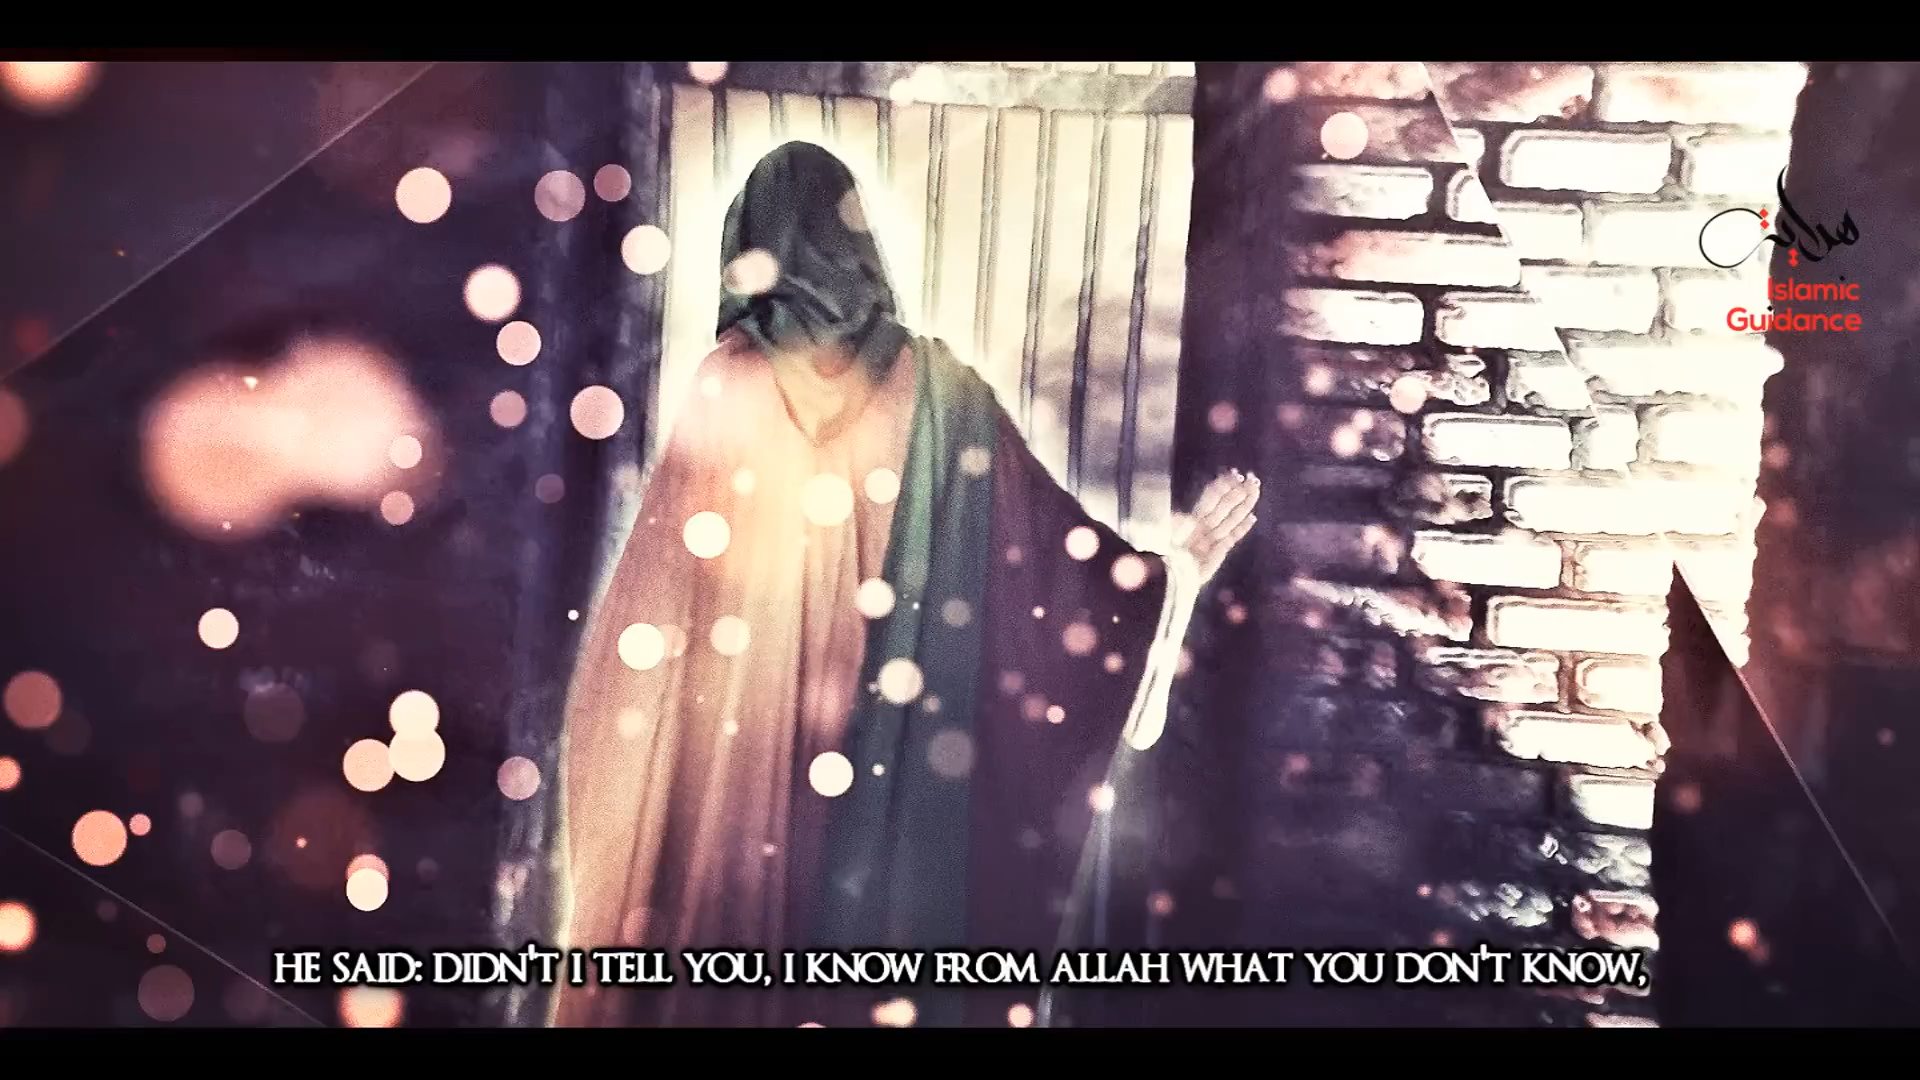 هداية
Islamic
Guidance
HE SAID: DIDN'T I TELL YOU, I KNOW FROM ALLAH WHAT YOU DON'T KNOW,